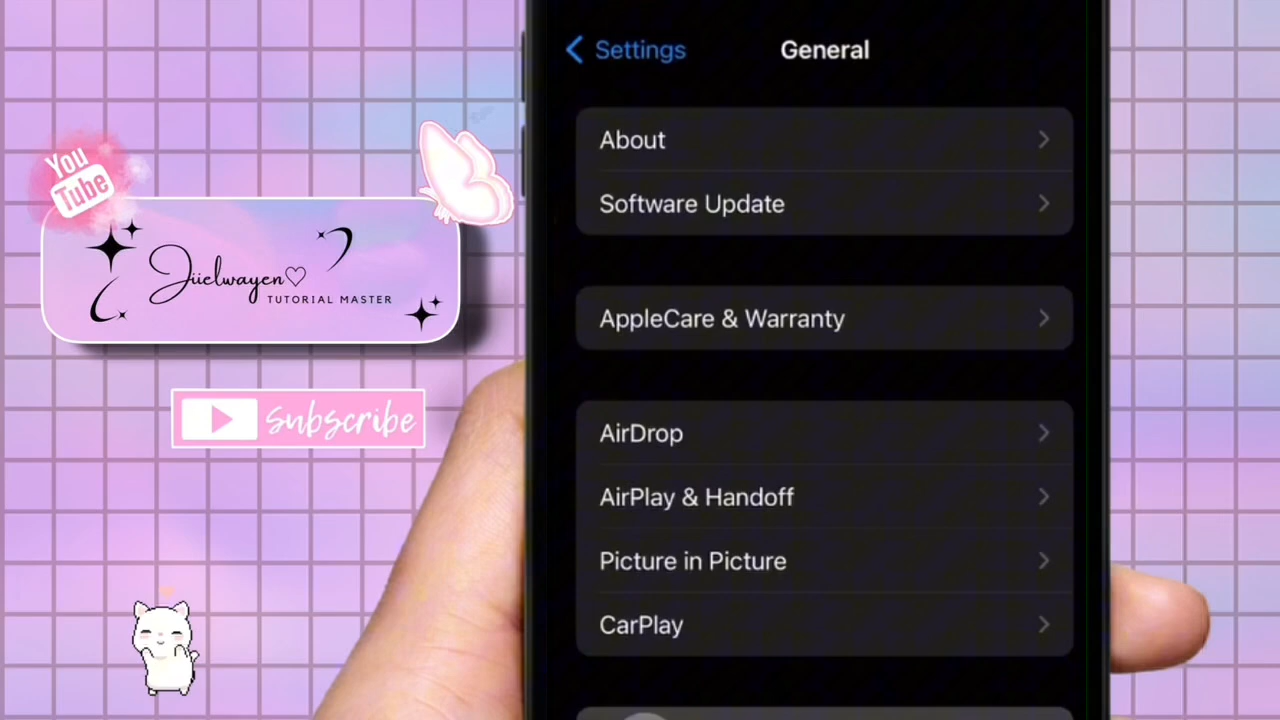 You
Tube
Jüelwayen♡
TUTORIAL MASTER
subscribe
Settings
General
About
Software Update
AppleCare & Warranty
AirDrop
AirPlay & Handoff
Picture in Picture
CarPlay